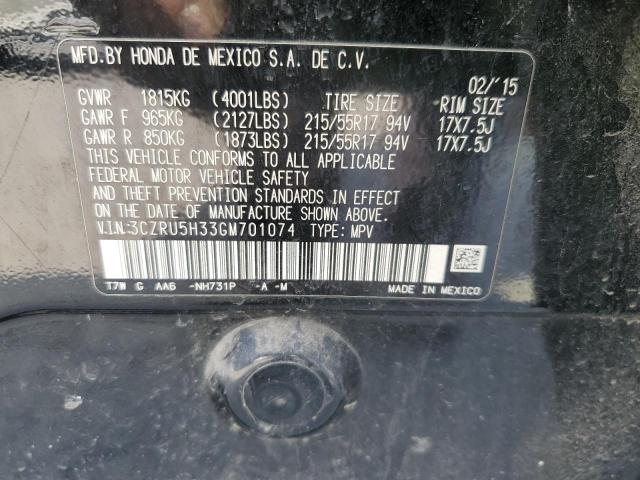 MFD.BY HONDA DE MEXICO S.A. DE C.V.
02/'15
GVWR 1815KG (4001LBS) TIRE SIZE RIM SIZE
GAWR F 965KG (2127LBS) 215/55R17 94V 17X7.5J
GAWR R 850KG (1873LBS) 215/55R17 94V 17X7.5J
THIS VEHICLE CONFORMS TO ALL APPLICABLE
FEDERAL MOTOR VEHICLE SAFETY
AND THEFT PREVENTION STANDARDS IN EFFECT
ON THE DATE OF MANUFACTURE SHOWN ABOVE.
V.I.N:3CZRU5H33GM701074 TYPE: MPV
T7W G AA6 -NH731P -A -M MADE IN MEXICO